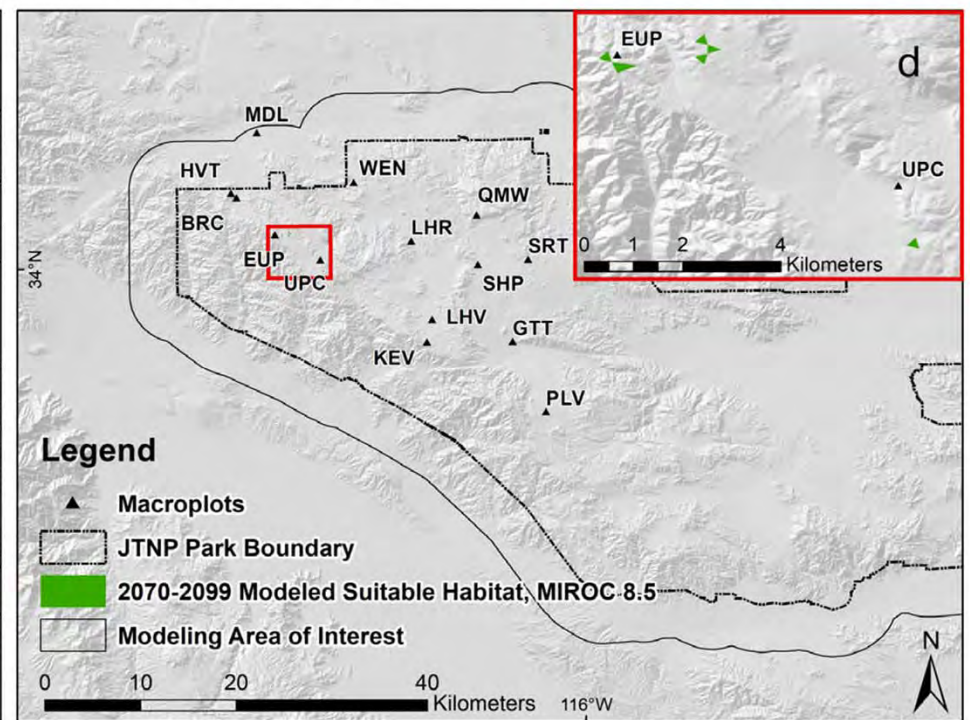 EUP
d
UPC
0 1 2 4
Kilometers
MDL
HVT
WEN
BRC
QMW
LHR
SRT
EUP
SHP
UPC
34°N
LHV
GTT
KEV
PLV
Legend
Macroplots
JTNP Park Boundary
2070-2099 Modeled Suitable Habitat, MIROC 8.5
Modeling Area of Interest
N
0 10 20 40
Kilometers
116°W